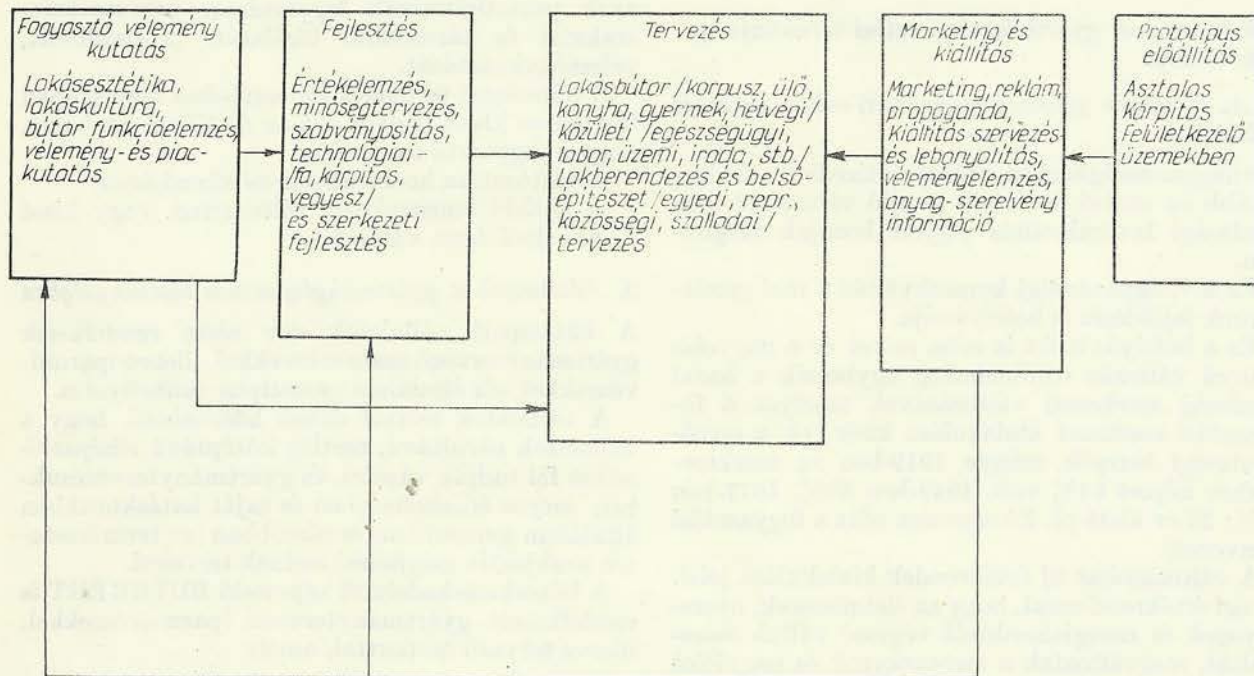 Fogyasztó vélemény
kutatás
Lakásesztétika,
lakáskultúra,
bútor funkcióelemzés,
vélemény- és piac-
kutatás
Fejlesztés
Értékelemzés,
minőségtervezés,
szabványosítás,
technológiai-
/fa, kárpitos,
vegyész/
és szerkezeti
fejlesztés
Tervezés
Lakásbútor /korpusz, ülő,
konyha, gyermek, hétvégi/
közületi /egészségügyi,
labor, üzemi, iroda, stb./
Lakberendezés és belső-
építészet /egyedi, repr.,
közösségi, szállodai/
tervezés
Marketing és
kiállítás
Marketing, reklám,
propaganda,
Kiállítás szervezés-
és lebonyolítás,
véleményelemzés,
anyag-szerelvény
információ
Prototípus
előállítás
Asztalos
Kárpitos
Felületkezelő
üzemekben